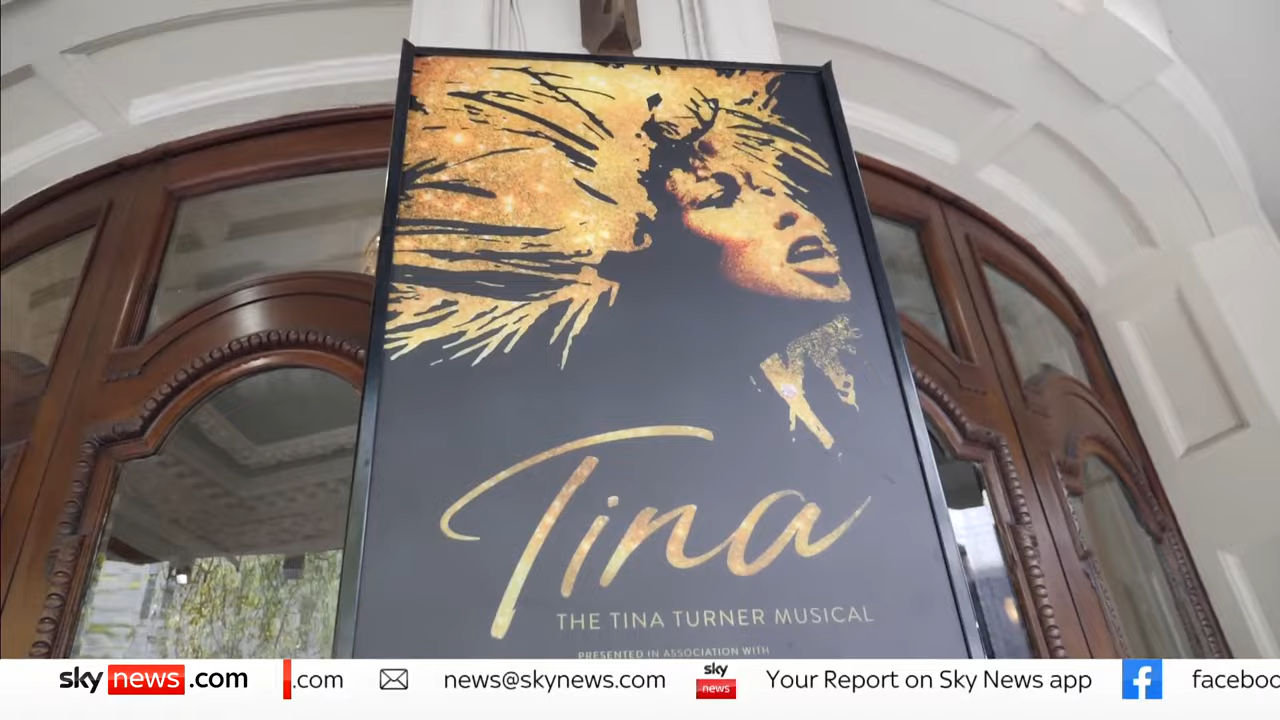 Tina
THE TINA TURNER MUSICAL
PRESENTED IN ASSOCIATION WITH
sky news .com .com news@skynews.com sky news Your Report on Sky News app f faceboo